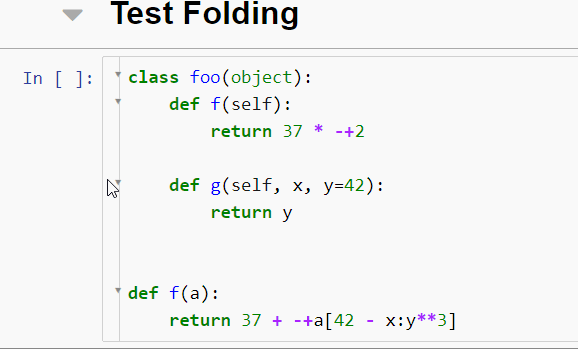 Test Folding
In [ ]:
class foo(object):
    def f(self):
        return 37 * -+2
    def g(self, x, y=42):
        return y
def f(a):
    return 37 + -+a[42 - x:y**3]